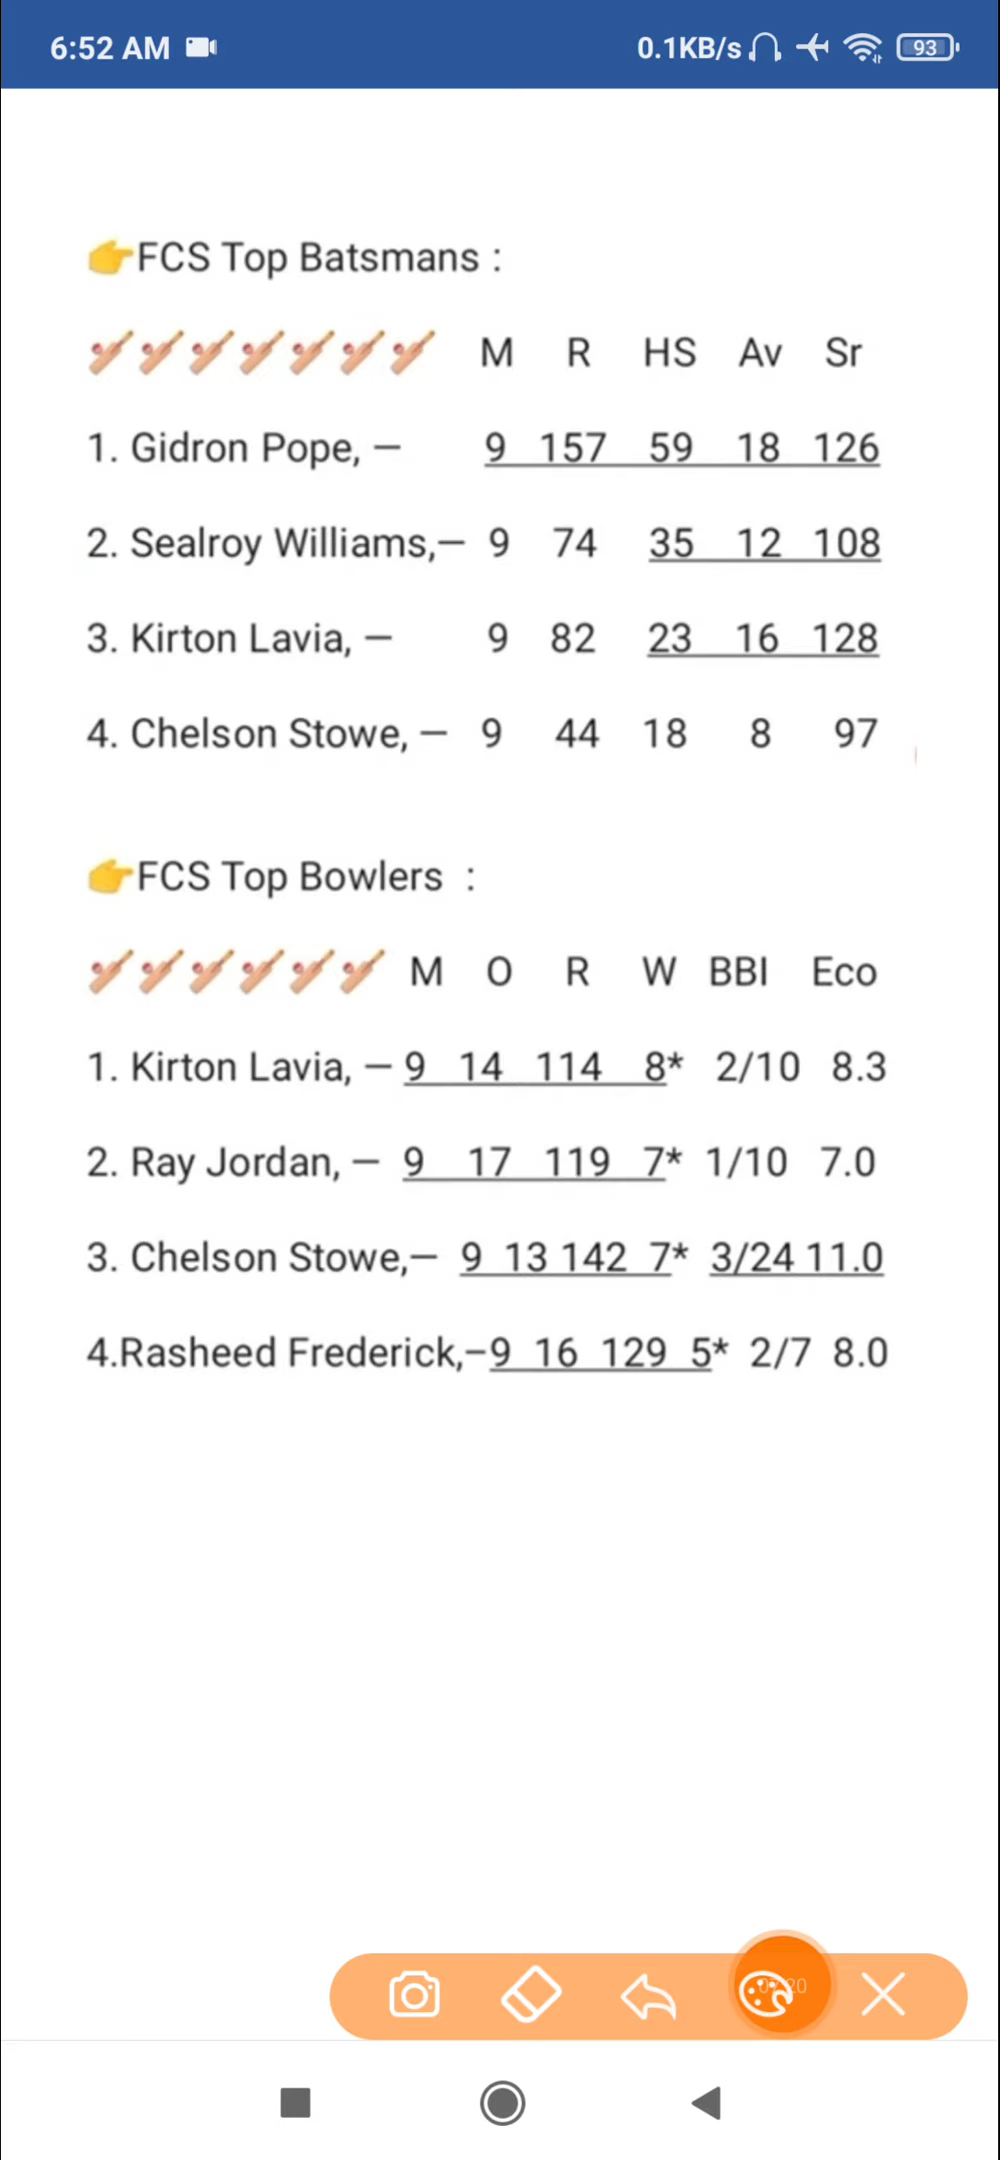 6:52 AM 0.1KB/s 93
👉FCS Top Batsmans :
🏏🏏🏏🏏🏏🏏🏏 M R HS Av Sr
1. Gidron Pope, — 9 157 59 18 126
2. Sealroy Williams,— 9 74 35 12 108
3. Kirton Lavia, — 9 82 23 16 128
4. Chelson Stowe, — 9 44 18 8 97
👉FCS Top Bowlers :
🏏🏏🏏🏏🏏🏏 M O R W BBI Eco
1. Kirton Lavia, — 9 14 114 8* 2/10 8.3
2. Ray Jordan, — 9 17 119 7* 1/10 7.0
3. Chelson Stowe,— 9 13 142 7* 3/24 11.0
4.Rasheed Frederick,–9 16 129 5* 2/7 8.0